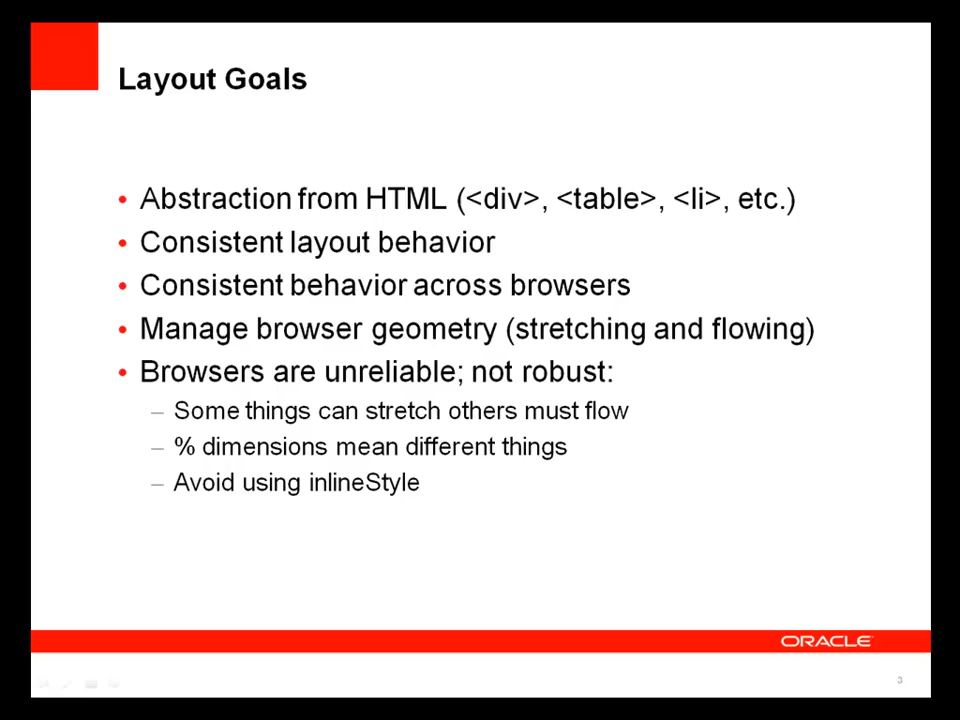 Layout Goals
• Abstraction from HTML (<div>, <table>, <li>, etc.)
• Consistent layout behavior
• Consistent behavior across browsers
• Manage browser geometry (stretching and flowing)
• Browsers are unreliable; not robust:
– Some things can stretch others must flow
– % dimensions mean different things
– Avoid using inlineStyle
ORACLE
3